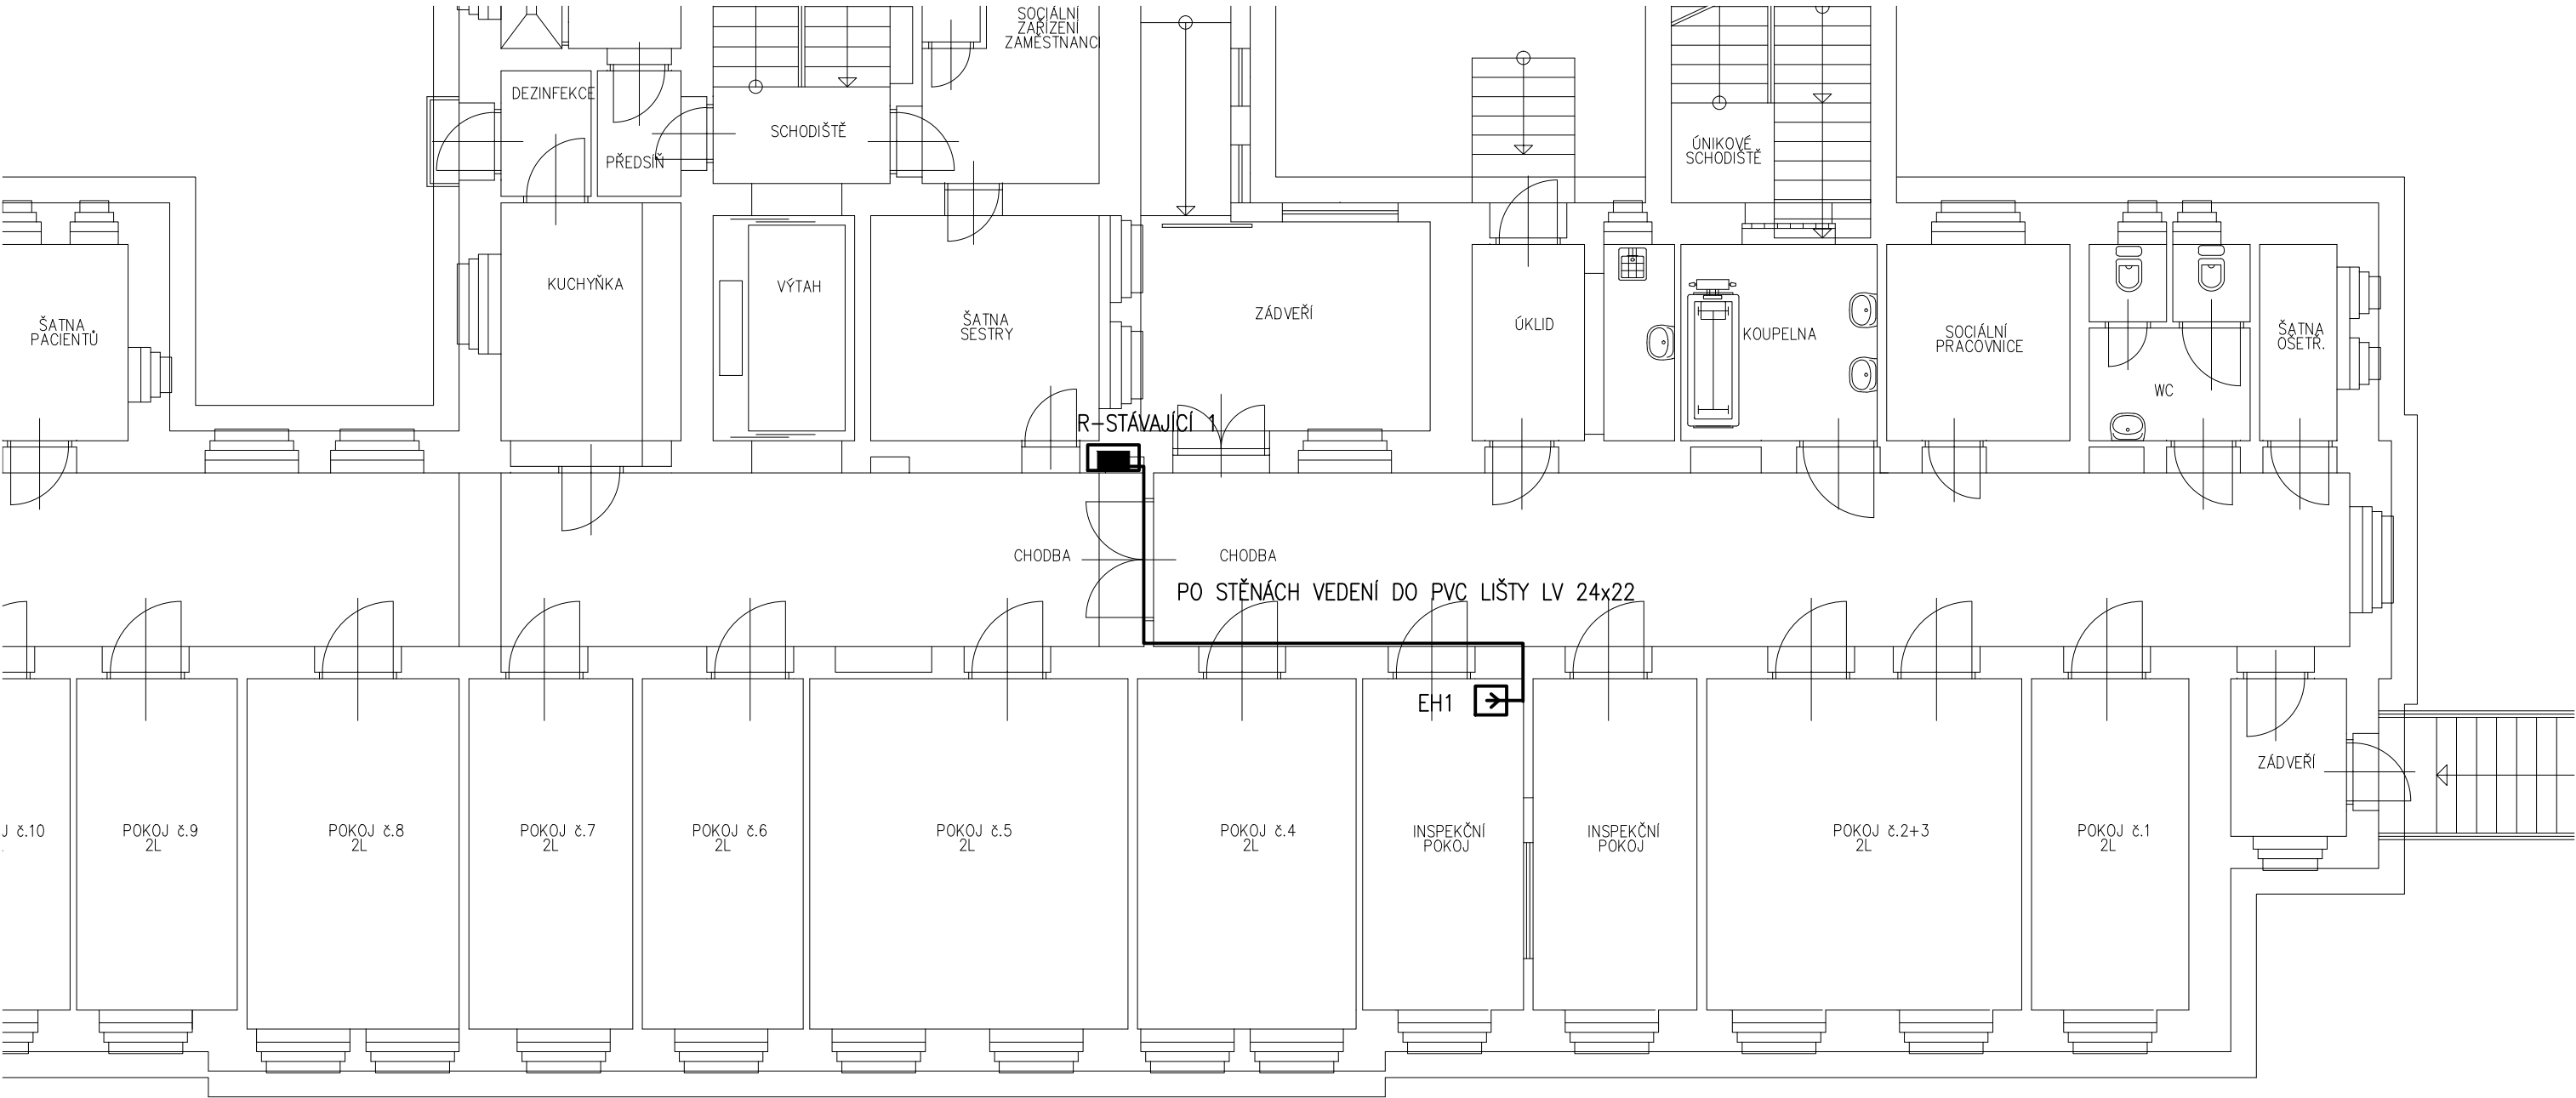 SOCIÁLNÍ
ZAŘÍZENÍ
ZAMĚSTNANCI
DEZINFEKCE
PŘEDSÍŇ
SCHODIŠTĚ
ÚNIKOVÉ
SCHODIŠTĚ
ŠATNA
PACIENTŮ
KUCHYŇKA
VÝTAH
ŠATNA
SESTRY
ZÁDVEŘÍ
ÚKLID
KOUPELNA
SOCIÁLNÍ
PRACOVNICE
WC
ŠATNA
OŠETŘ.
R-STÁVAJÍCÍ 1
CHODBA
CHODBA
PO STĚNÁCH VEDENÍ DO PVC LIŠTY LV 24x22
EH1
ZÁDVEŘÍ
J č.10
POKOJ č.9
2L
POKOJ č.8
2L
POKOJ č.7
2L
POKOJ č.6
2L
POKOJ č.5
2L
POKOJ č.4
2L
INSPEKČNÍ
POKOJ
INSPEKČNÍ
POKOJ
POKOJ č.2+3
2L
POKOJ č.1
2L